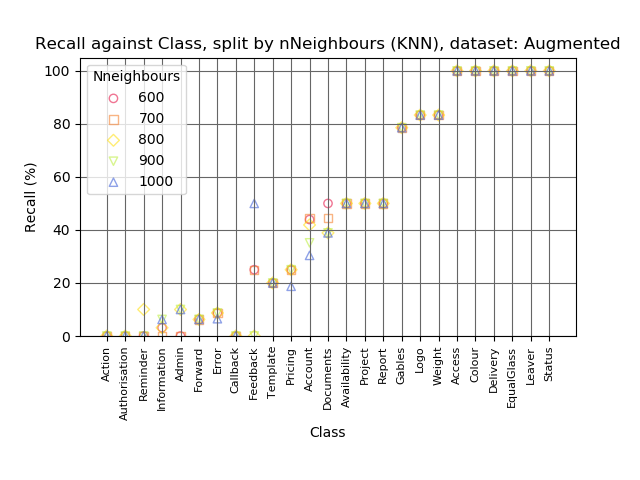 Recall against Class, split by nNeighbours (KNN), dataset: Augmented
100
80
60
40
20
0
Recall (%)
Nneighbours
600
700
800
900
1000
Action
Authorisation
Reminder
Information
Admin
Forward
Error
Callback
Feedback
Template
Pricing
Account
Documents
Availability
Project
Report
Gables
Logo
Weight
Access
Colour
Delivery
EqualGlass
Leaver
Status
Class